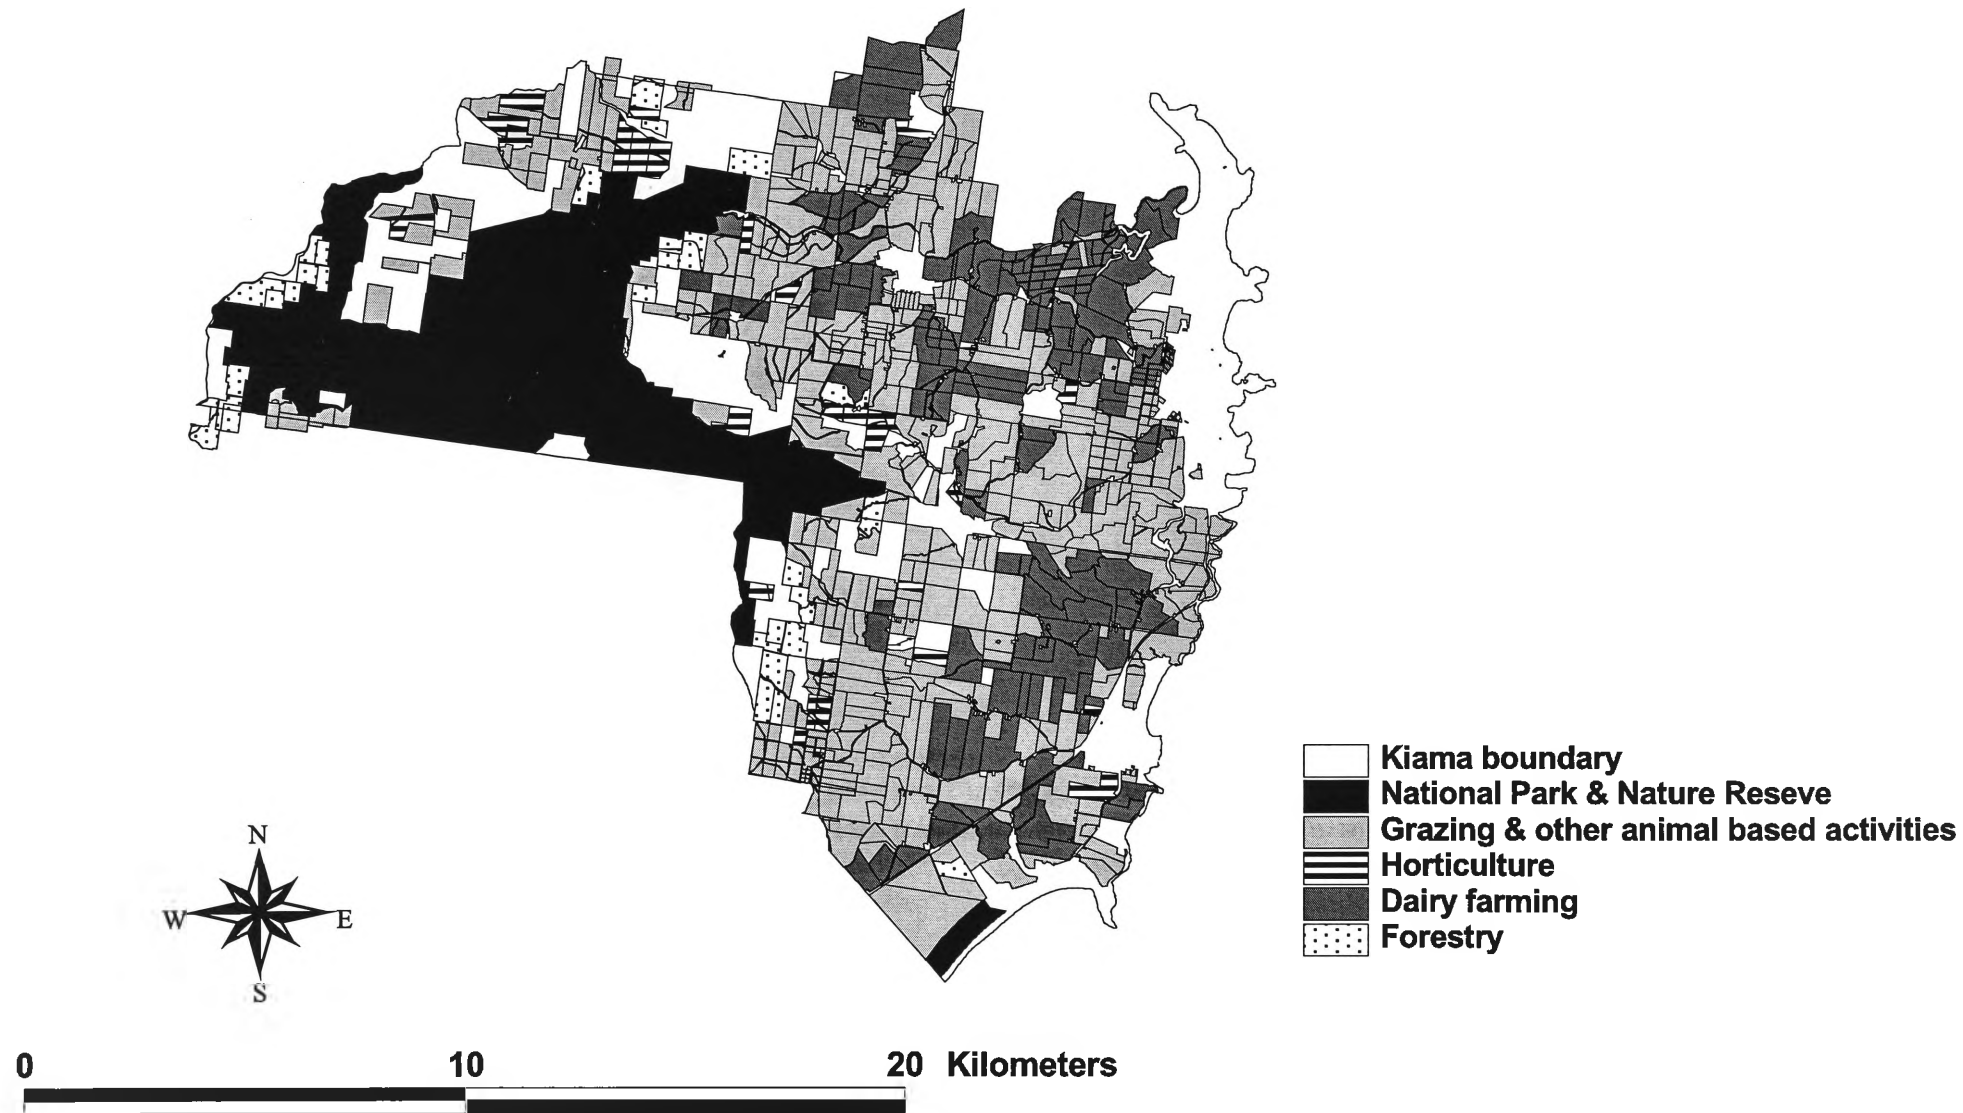 Kiama boundary
National Park & Nature Reseve
Grazing & other animal based activities
Horticulture
Dairy farming
Forestry
N
W E
S
0 10 20 Kilometers